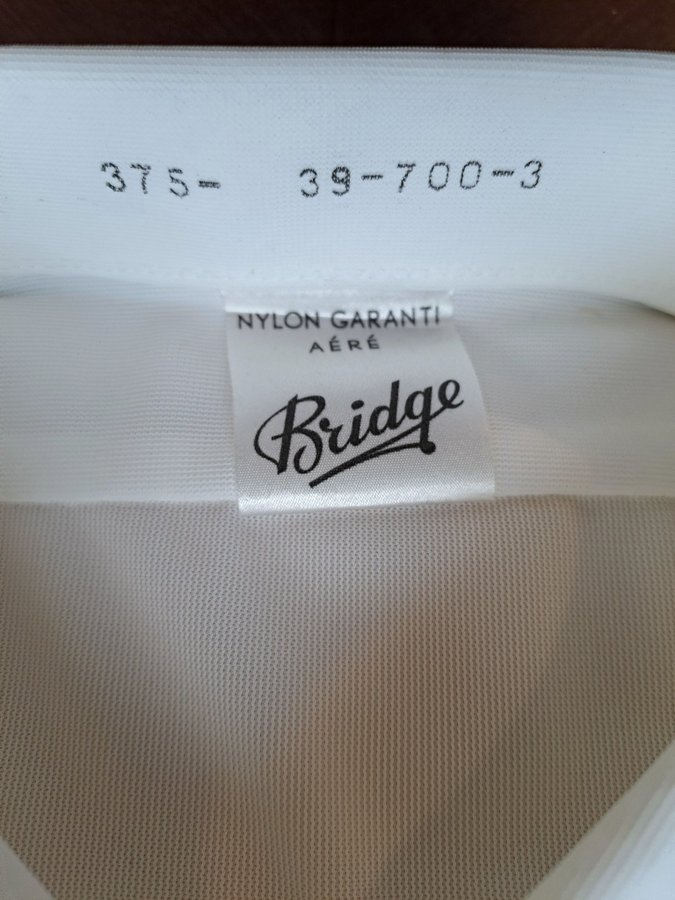 375- 39-700-3
NYLON GARANTI
AÉRÉ
Bridge